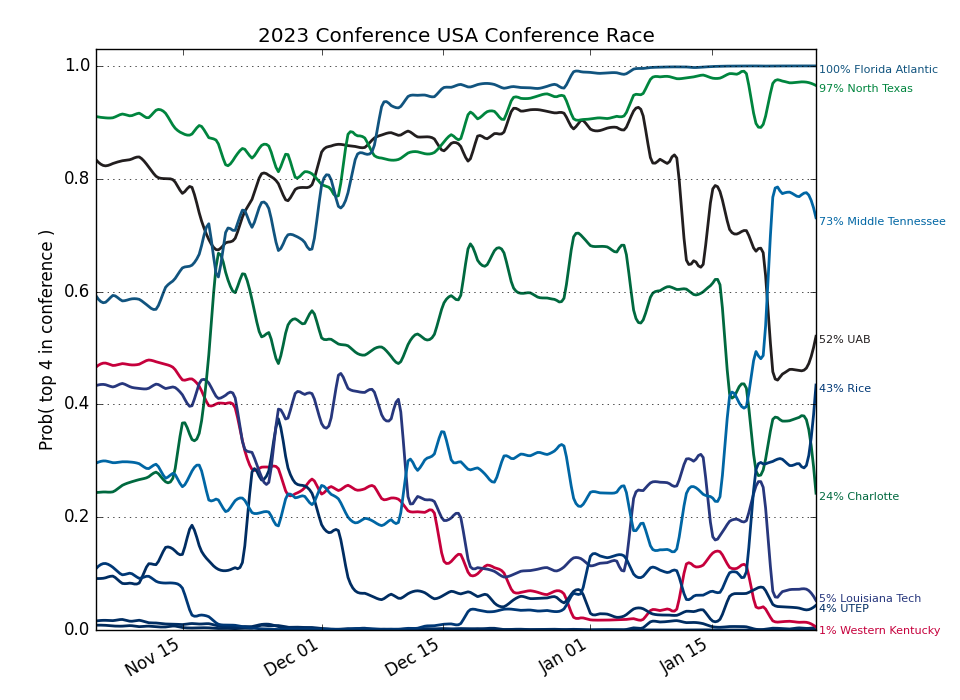 2023 Conference USA Conference Race
Prob( top 4 in conference )
1.0
0.8
0.6
0.4
0.2
0.0
Nov 15
Dec 01
Dec 15
Jan 01
Jan 15
100% Florida Atlantic
97% North Texas
73% Middle Tennessee
52% UAB
43% Rice
24% Charlotte
5% Louisiana Tech
4% UTEP
1% Western Kentucky